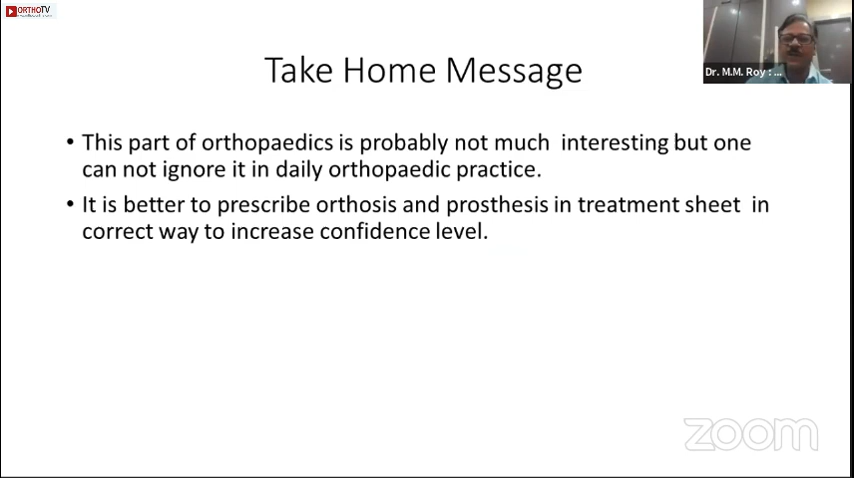 ORTHOTV
Dr. M.M. Roy : ...
Take Home Message
• This part of orthopaedics is probably not much  interesting but one
can not ignore it in daily orthopaedic practice.
• It is better to prescribe orthosis and prosthesis in treatment sheet  in
correct way to increase confidence level.
zoom